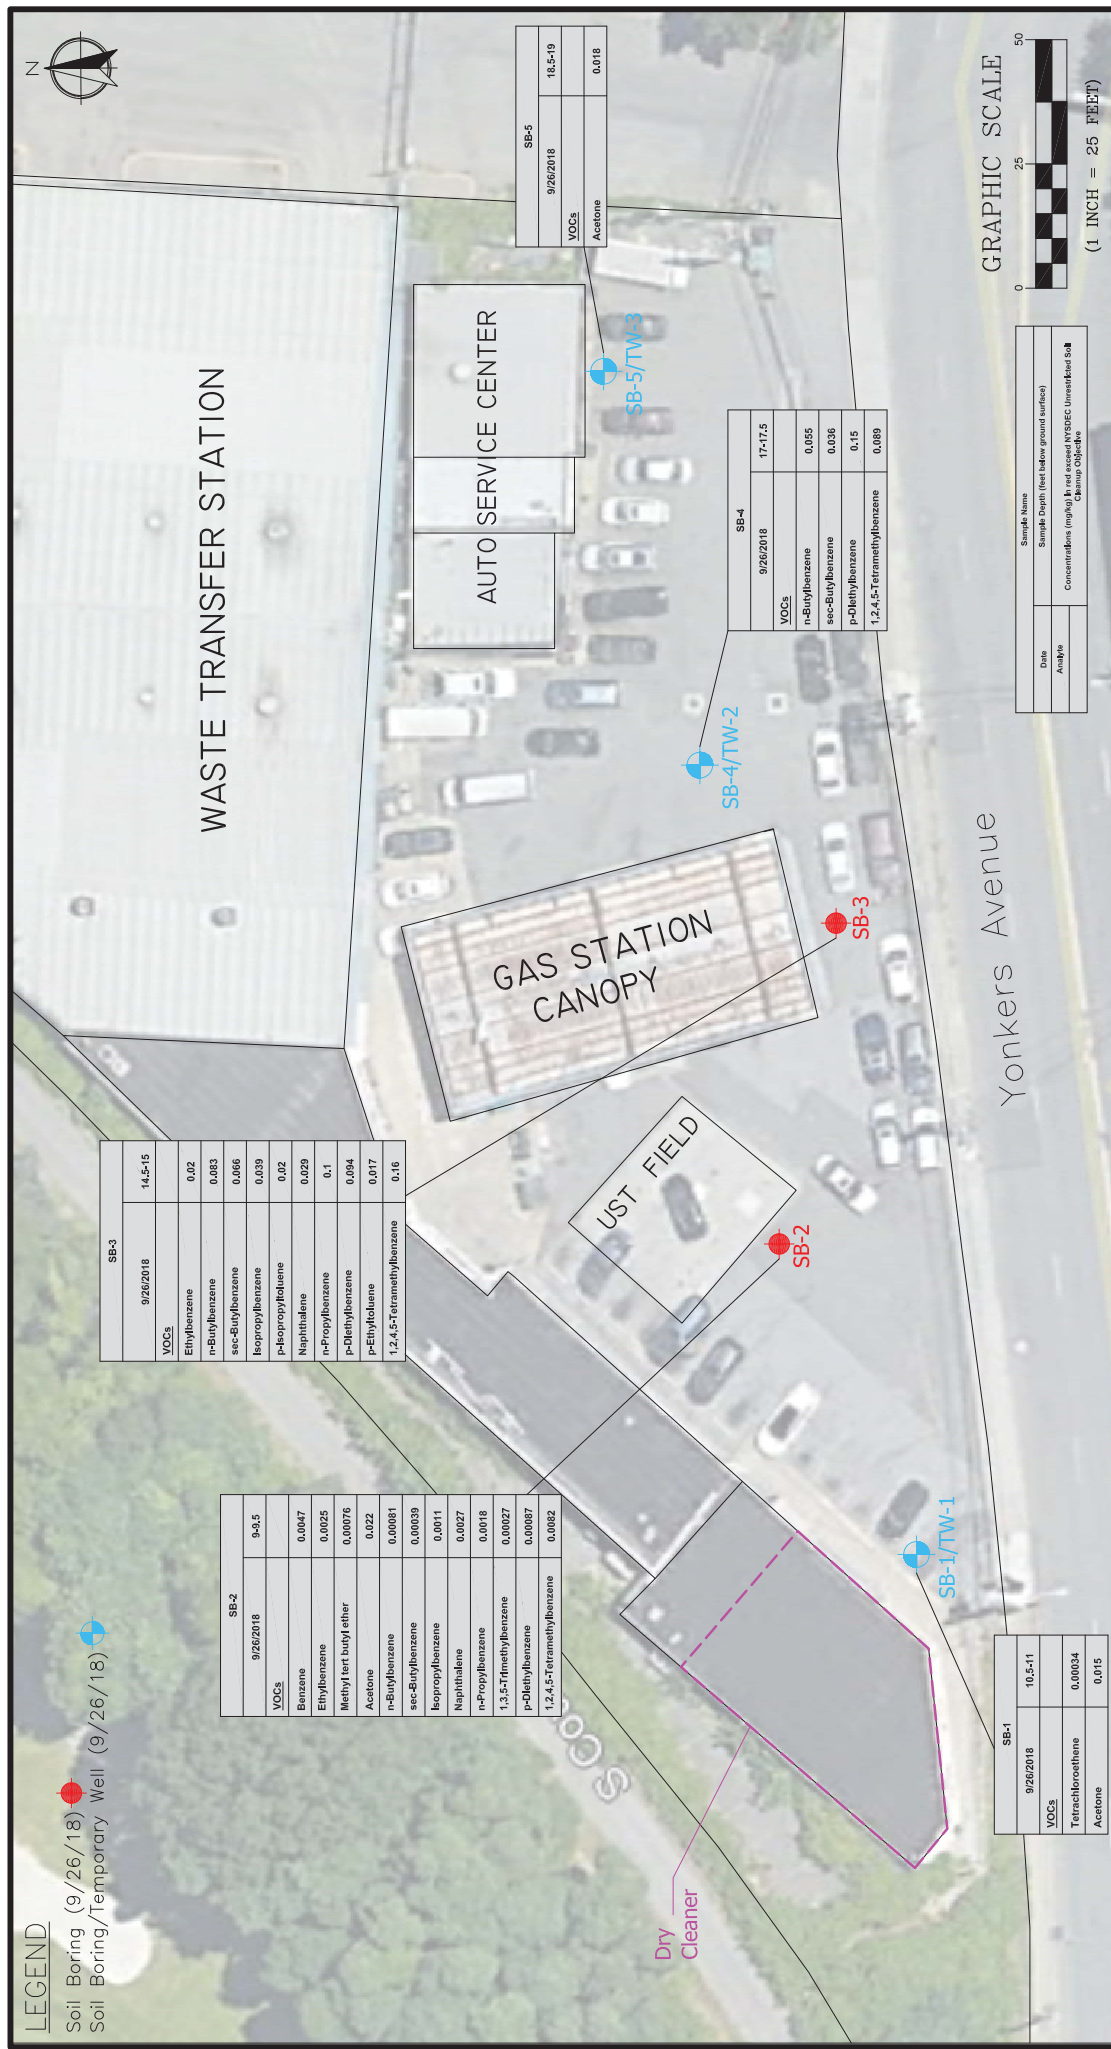 LEGEND
Soil Boring (9/26/18)
Soil Boring/Temporary Well (9/26/18)
N
WASTE TRANSFER STATION
AUTO SERVICE CENTER
GAS STATION
CANOPY
UST FIELD
Dry
Cleaner
Yonkers Avenue
S Cou
SB-1/TW-1
SB-2
SB-3
SB-4/TW-2
SB-5/TW-3
SB-1
9/26/2018 10.5-11
VOCs
Tetrachloroethene 0.00034
Acetone 0.015
SB-2
9/26/2018 9-9.5
VOCs
Benzene 0.0047
Ethylbenzene 0.0025
Methyl tert butyl ether 0.00076
Acetone 0.022
n-Butylbenzene 0.00081
sec-Butylbenzene 0.00039
Isopropylbenzene 0.0011
Naphthalene 0.0027
n-Propylbenzene 0.0018
1,3,5-Trimethylbenzene 0.00027
p-Diethylbenzene 0.00087
1,2,4,5-Tetramethylbenzene 0.0082
SB-3
9/26/2018 14.5-15
VOCs
Ethylbenzene 0.02
n-Butylbenzene 0.083
sec-Butylbenzene 0.066
Isopropylbenzene 0.039
p-Isopropyltoluene 0.02
Naphthalene 0.029
n-Propylbenzene 0.1
p-Diethylbenzene 0.094
p-Ethyltoluene 0.017
1,2,4,5-Tetramethylbenzene 0.16
SB-4
9/26/2018 17-17.5
VOCs
n-Butylbenzene 0.055
sec-Butylbenzene 0.036
p-Diethylbenzene 0.15
1,2,4,5-Tetramethylbenzene 0.089
SB-5
9/26/2018 18.5-19
VOCs
Acetone 0.018
Sample Name
Date Sample Depth (feet below ground surface)
Analyte Concentrations (mg/kg) in red exceed NYSDEC Unrestricted Soil
Cleanup Objective
GRAPHIC SCALE
0 25 50
(1 INCH = 25 FEET)